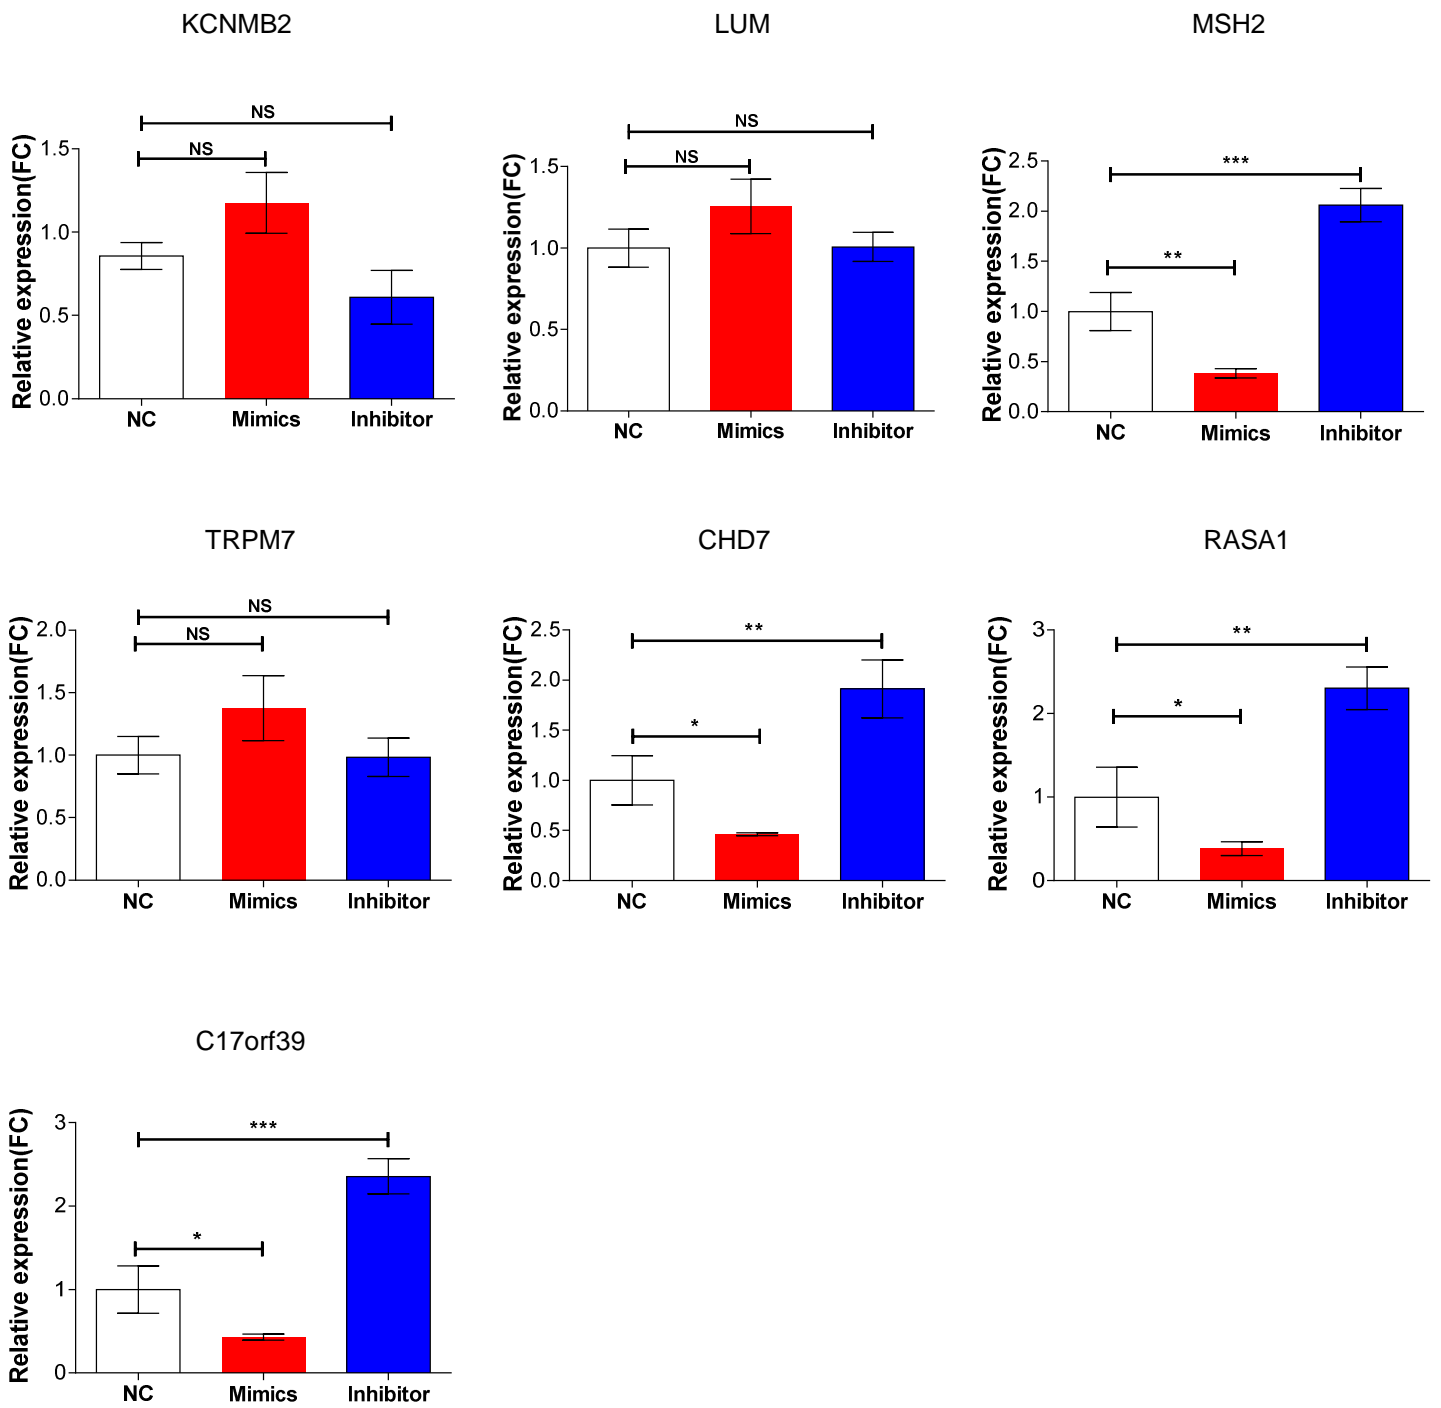 KCNMB2
NS
NS
Relative expression(FC)
1.5
1.0
0.5
0.0
NC Mimics Inhibitor
LUM
NS
NS
Relative expression(FC)
1.5
1.0
0.5
0.0
NC Mimics Inhibitor
MSH2
***
**
Relative expression(FC)
2.5
2.0
1.5
1.0
0.5
0.0
NC Mimics Inhibitor
TRPM7
NS
NS
Relative expression(FC)
2.0
1.5
1.0
0.5
0.0
NC Mimics Inhibitor
CHD7
**
*
Relative expression(FC)
2.5
2.0
1.5
1.0
0.5
0.0
NC Mimics Inhibitor
RASA1
**
*
Relative expression(FC)
3
2
1
0
NC Mimics Inhibitor
C17orf39
***
*
Relative expression(FC)
3
2
1
0
NC Mimics Inhibitor